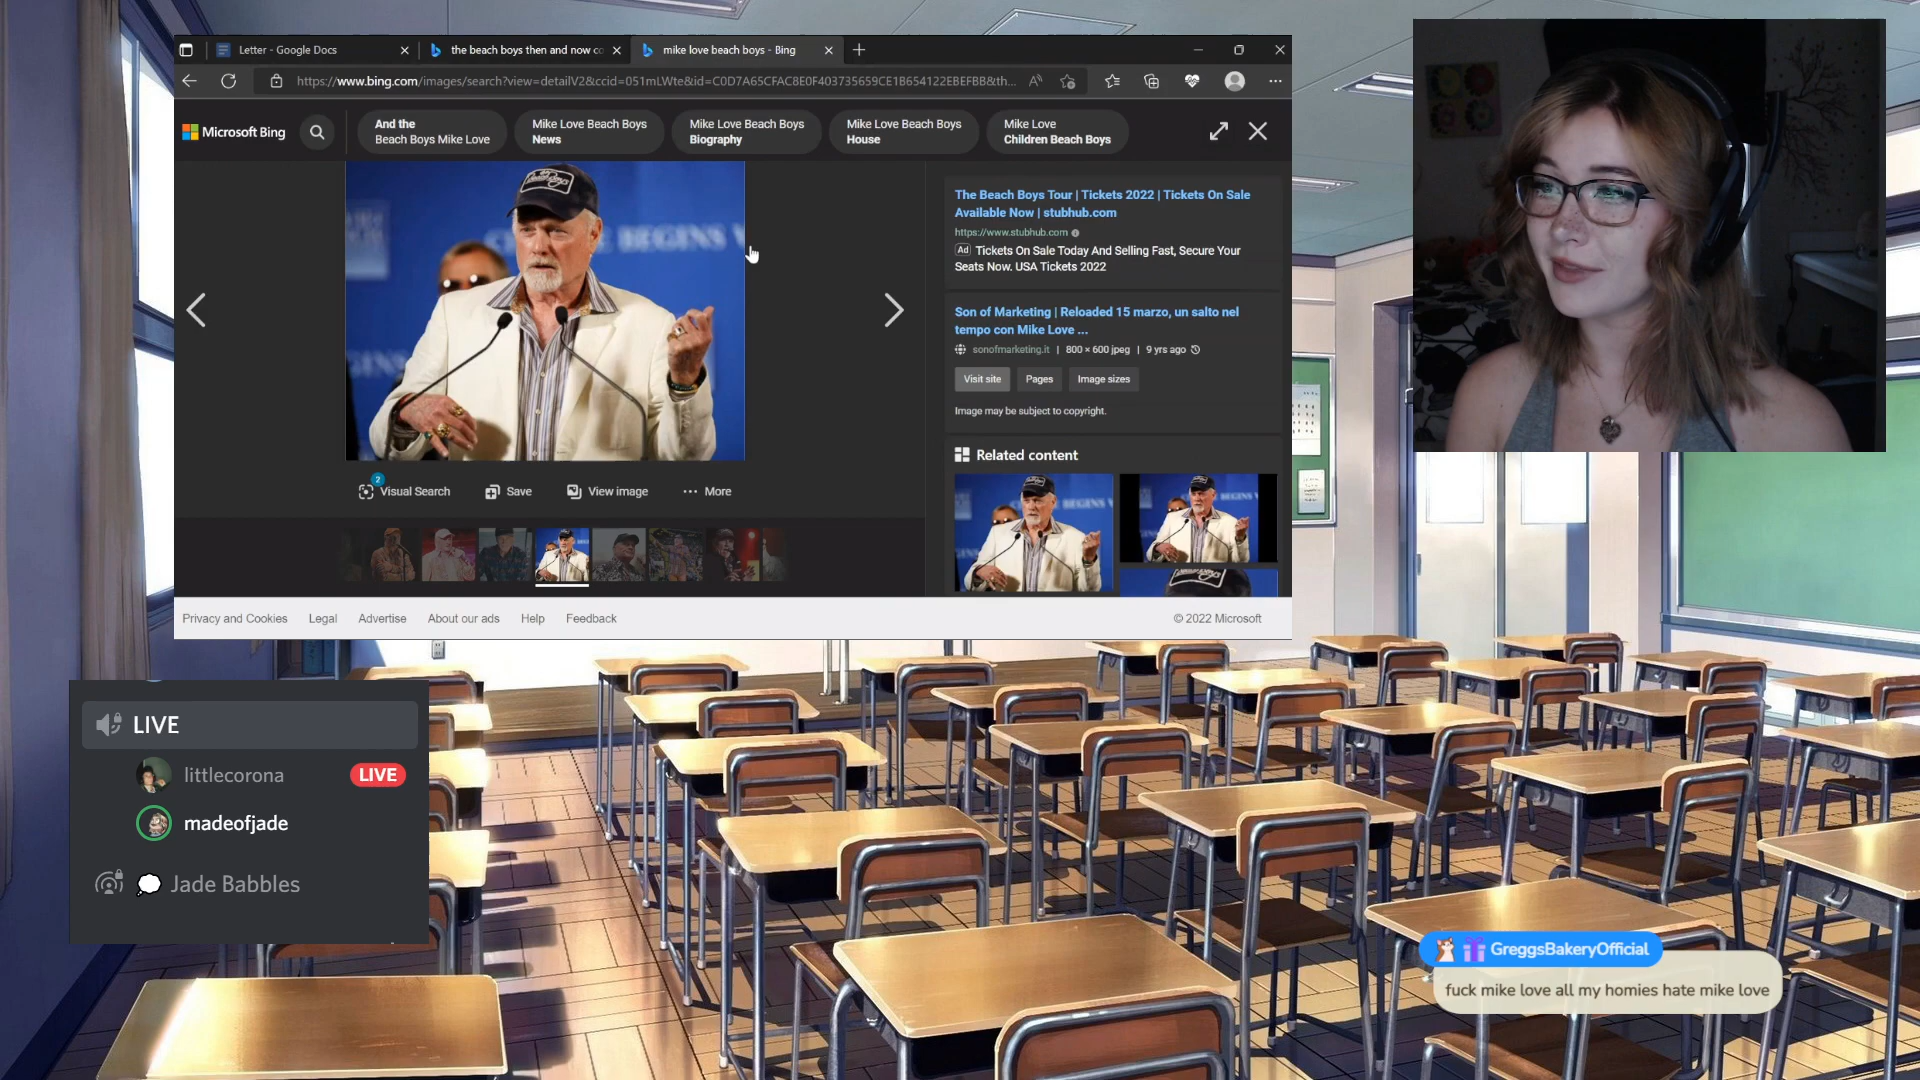 Letter - Google Docs
the beach boys then and now co
mike love beach boys - Bing
https://www.bing.com/images/search?view=detailV2&ccid=051mLWte&id=C0D7A65CFAC8E0F403735659CE1B654122EBEFBB&th...
Microsoft Bing
And the
Beach Boys Mike Love
Mike Love Beach Boys
News
Mike Love Beach Boys
Biography
Mike Love Beach Boys
House
Mike Love
Children Beach Boys
BEGINS
The Beach Boys Tour | Tickets 2022 | Tickets On Sale
Available Now | stubhub.com
https://www.stubhub.com
Ad Tickets On Sale Today And Selling Fast, Secure Your
Seats Now. USA Tickets 2022
Son of Marketing | Reloaded 15 marzo, un salto nel
tempo con Mike Love ...
sonofmarketing.it | 800 × 600 jpeg | 9 yrs ago
Visit site
Pages
Image sizes
Image may be subject to copyright.
Related content
2
Visual Search
Save
View image
More
Privacy and Cookies
Legal
Advertise
About our ads
Help
Feedback
© 2022 Microsoft
LIVE
littlecorona
LIVE
madeofjade
Jade Babbles
GreggsBakeryOfficial
fuck mike love all my homies hate mike love